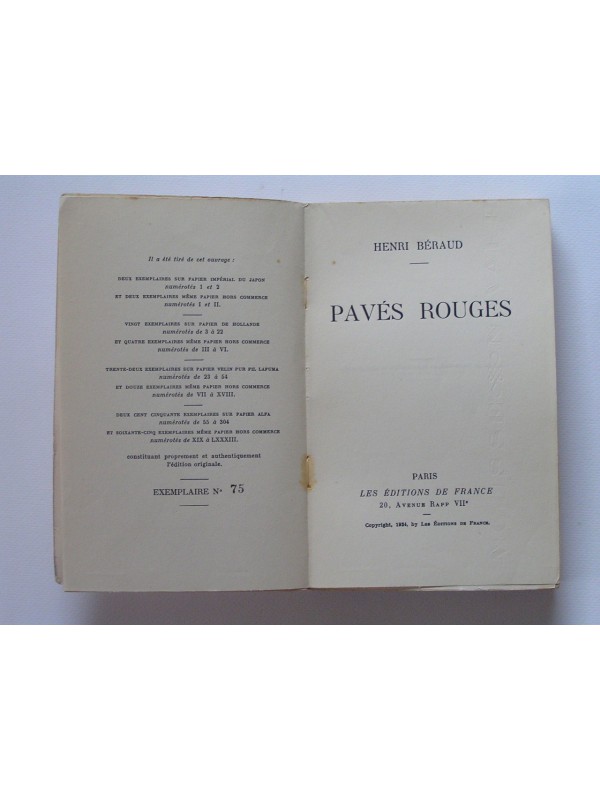 Il a été tiré de cet ouvrage :
DEUX EXEMPLAIRES SUR PAPIER IMPÉRIAL DU JAPON
numérotés 1 et 2
ET DEUX EXEMPLAIRES MÊME PAPIER HORS COMMERCE
numérotés I et II.
VINGT EXEMPLAIRES SUR PAPIER DE HOLLANDE
numérotés de 3 à 22
ET QUATRE EXEMPLAIRES MÊME PAPIER HORS COMMERCE
numérotés de III à VI.
TRENTE-DEUX EXEMPLAIRES SUR PAPIER VELIN PUR FIL LAFUMA
numérotés de 23 à 54
ET DOUZE EXEMPLAIRES MÊME PAPIER HORS COMMERCE
numérotés de VII à XVIII.
DEUX CENT CINQUANTE EXEMPLAIRES SUR PAPIER ALFA
numérotés de 55 à 204
ET SOIXANTE-CINQ EXEMPLAIRES MÊME PAPIER HORS COMMERCE
numérotés de XIX à LXXXIII.
constituant proprement et authentiquement
l'édition originale.
EXEMPLAIRE N° 75
HENRI BÉRAUD
PAVÉS ROUGES
PARIS
LES ÉDITIONS DE FRANCE
20, AVENUE RAPP VIIe
Copyright, 1934, by LES ÉDITIONS DE FRANCE.